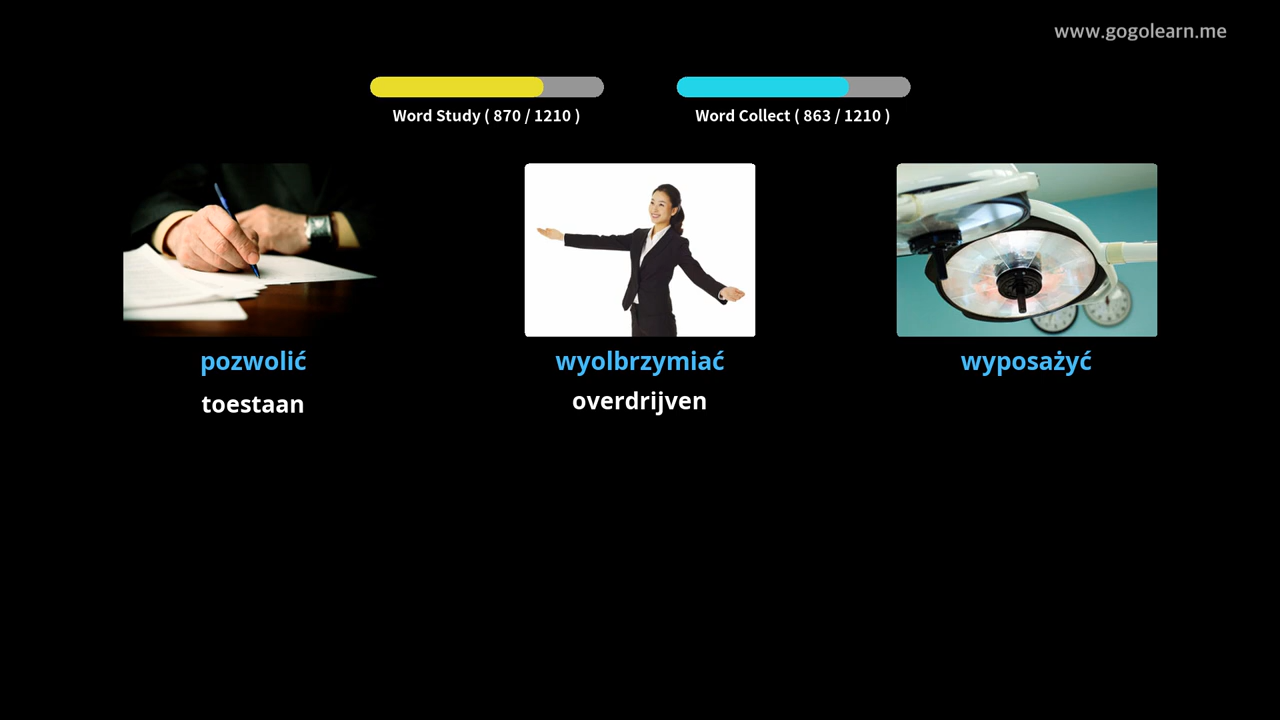 www.gogolearn.me
Word Study ( 870 / 1210 )
Word Collect ( 863 / 1210 )
pozwolić
wyolbrzymiać
wyposażyć
toestaan
overdrijven